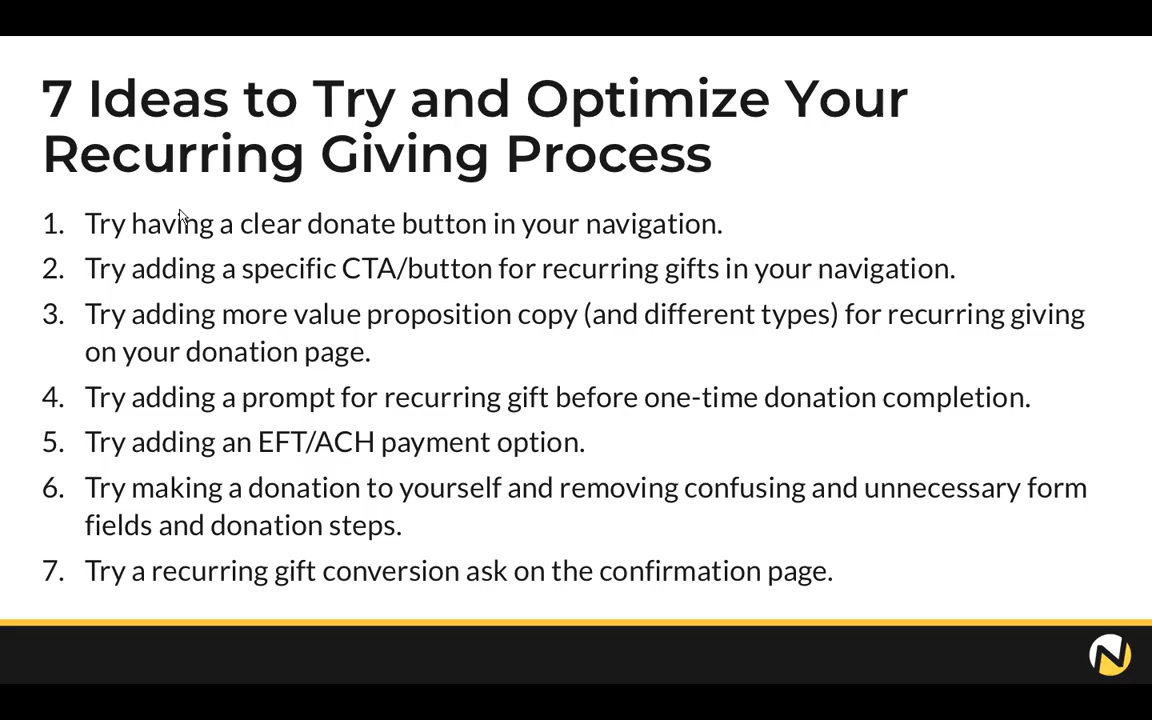 7 Ideas to Try and Optimize Your
Recurring Giving Process
1. Try having a clear donate button in your navigation.
2. Try adding a specific CTA/button for recurring gifts in your navigation.
3. Try adding more value proposition copy (and different types) for recurring giving
on your donation page.
4. Try adding a prompt for recurring gift before one-time donation completion.
5. Try adding an EFT/ACH payment option.
6. Try making a donation to yourself and removing confusing and unnecessary form
fields and donation steps.
7. Try a recurring gift conversion ask on the confirmation page.
N